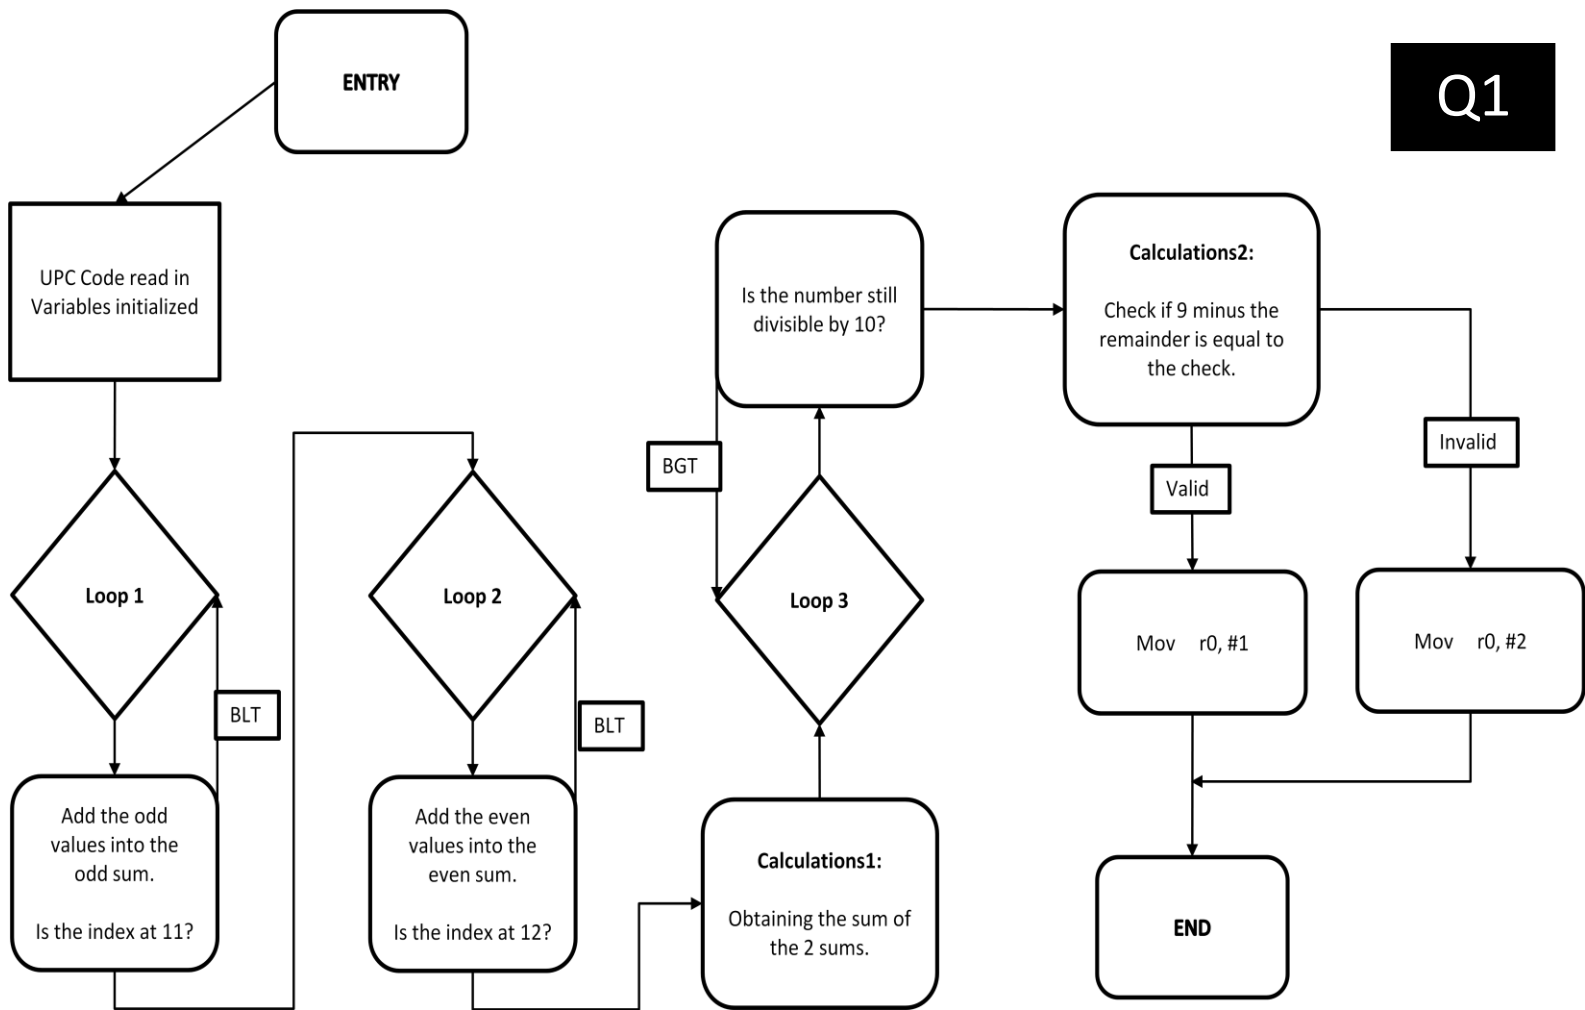 ENTRY
Q1
UPC Code read in
Variables initialized
Loop 1
BLT
Add the odd
values into the
odd sum.
Is the index at 11?
Loop 2
BLT
Add the even
values into the
even sum.
Is the index at 12?
Calculations1:
Obtaining the sum of
the 2 sums.
Loop 3
BGT
Is the number still
divisible by 10?
Calculations2:
Check if 9 minus the
remainder is equal to
the check.
Valid
Invalid
Mov r0, #1
Mov r0, #2
END